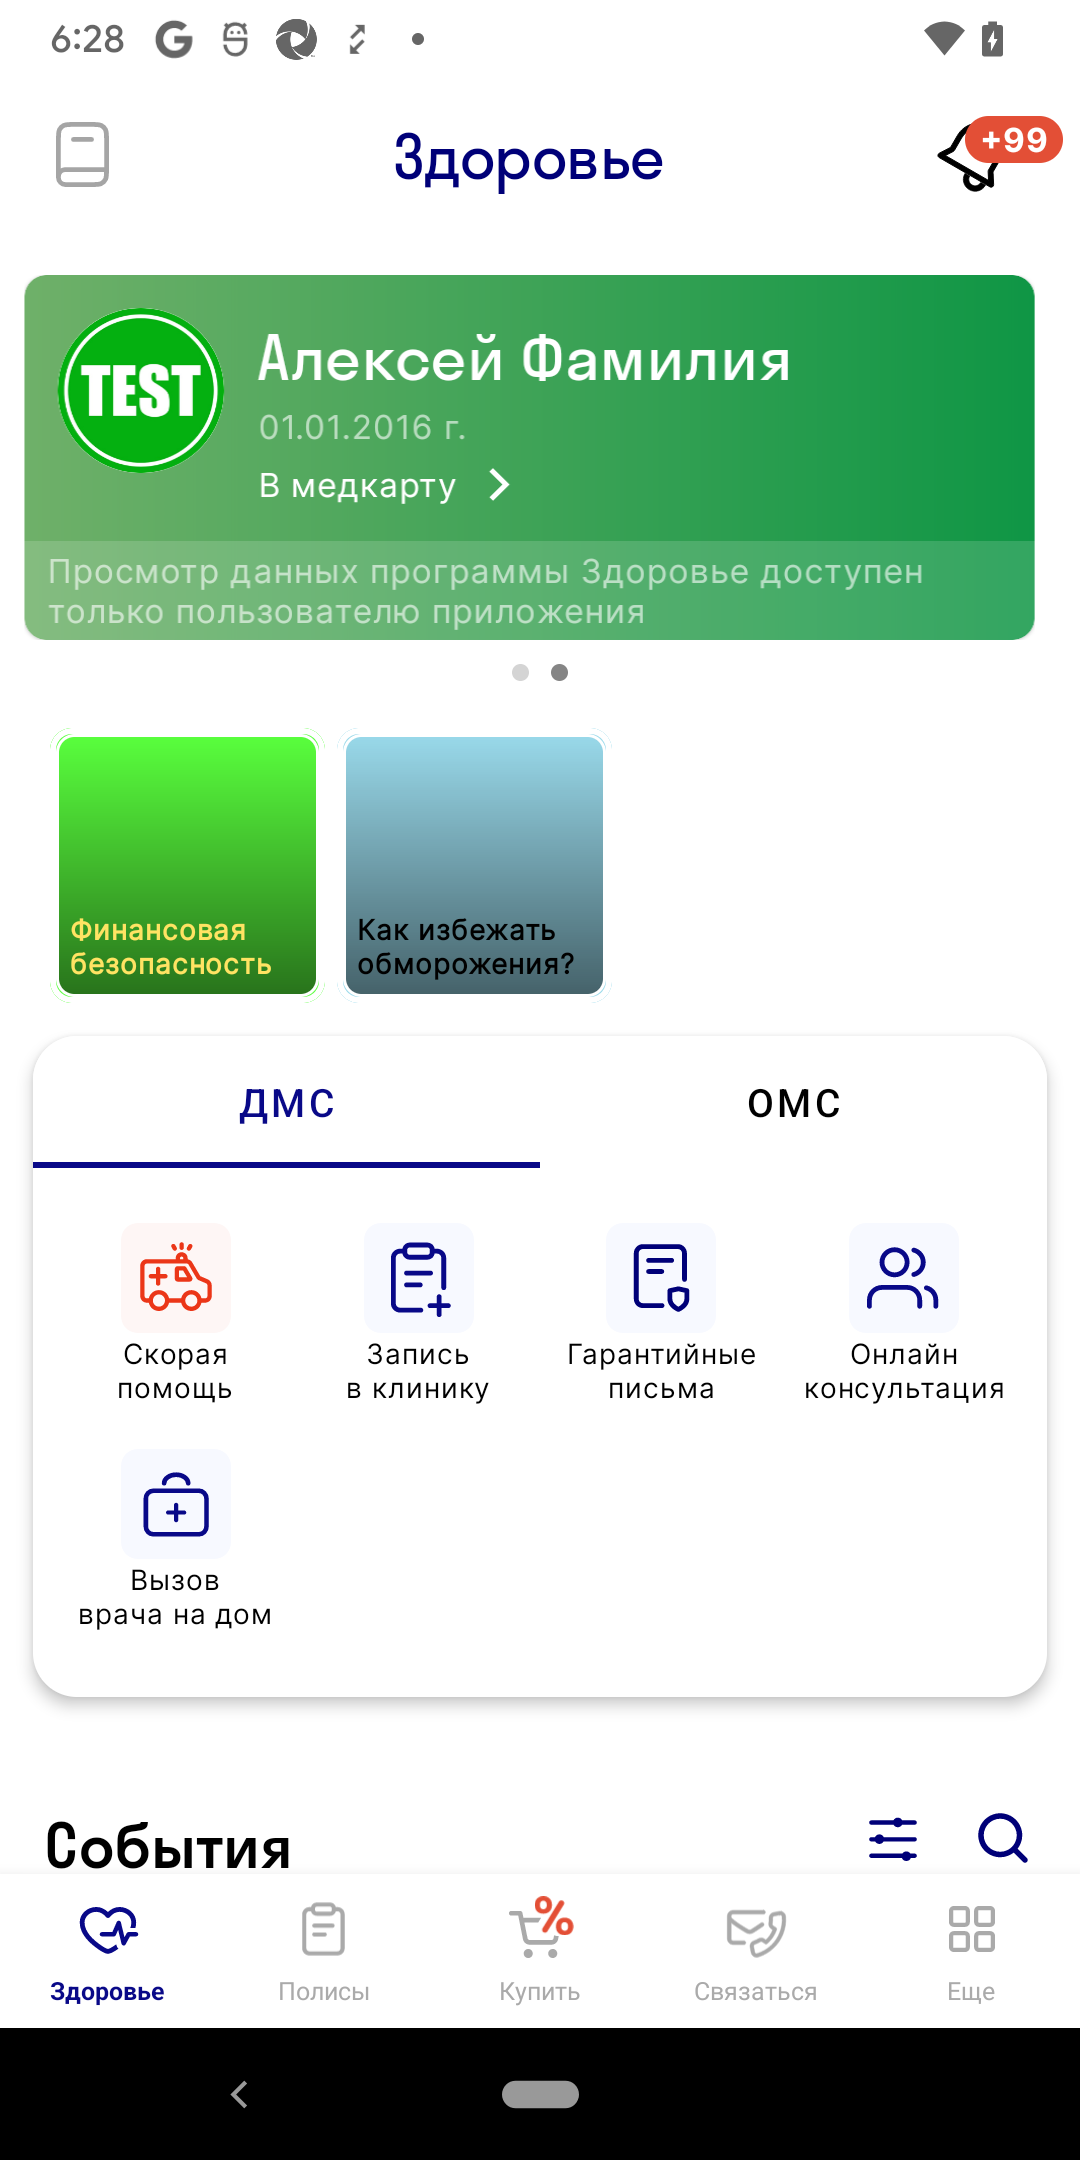 6:28
Здоровье
+99
TEST
Алексей Фамилия
01.01.2016 г.
В медкарту
Просмотр данных программы Здоровье доступен
только пользователю приложения
Финансовая
безопасность
Как избежать
обморожения?
ДМС
ОМС
Скорая
помощь
Запись
в клинику
Гарантийные
письма
Онлайн
консультация
Вызов
врача на дом
События
%
Здоровье
Полисы
Купить
Связаться
Еще